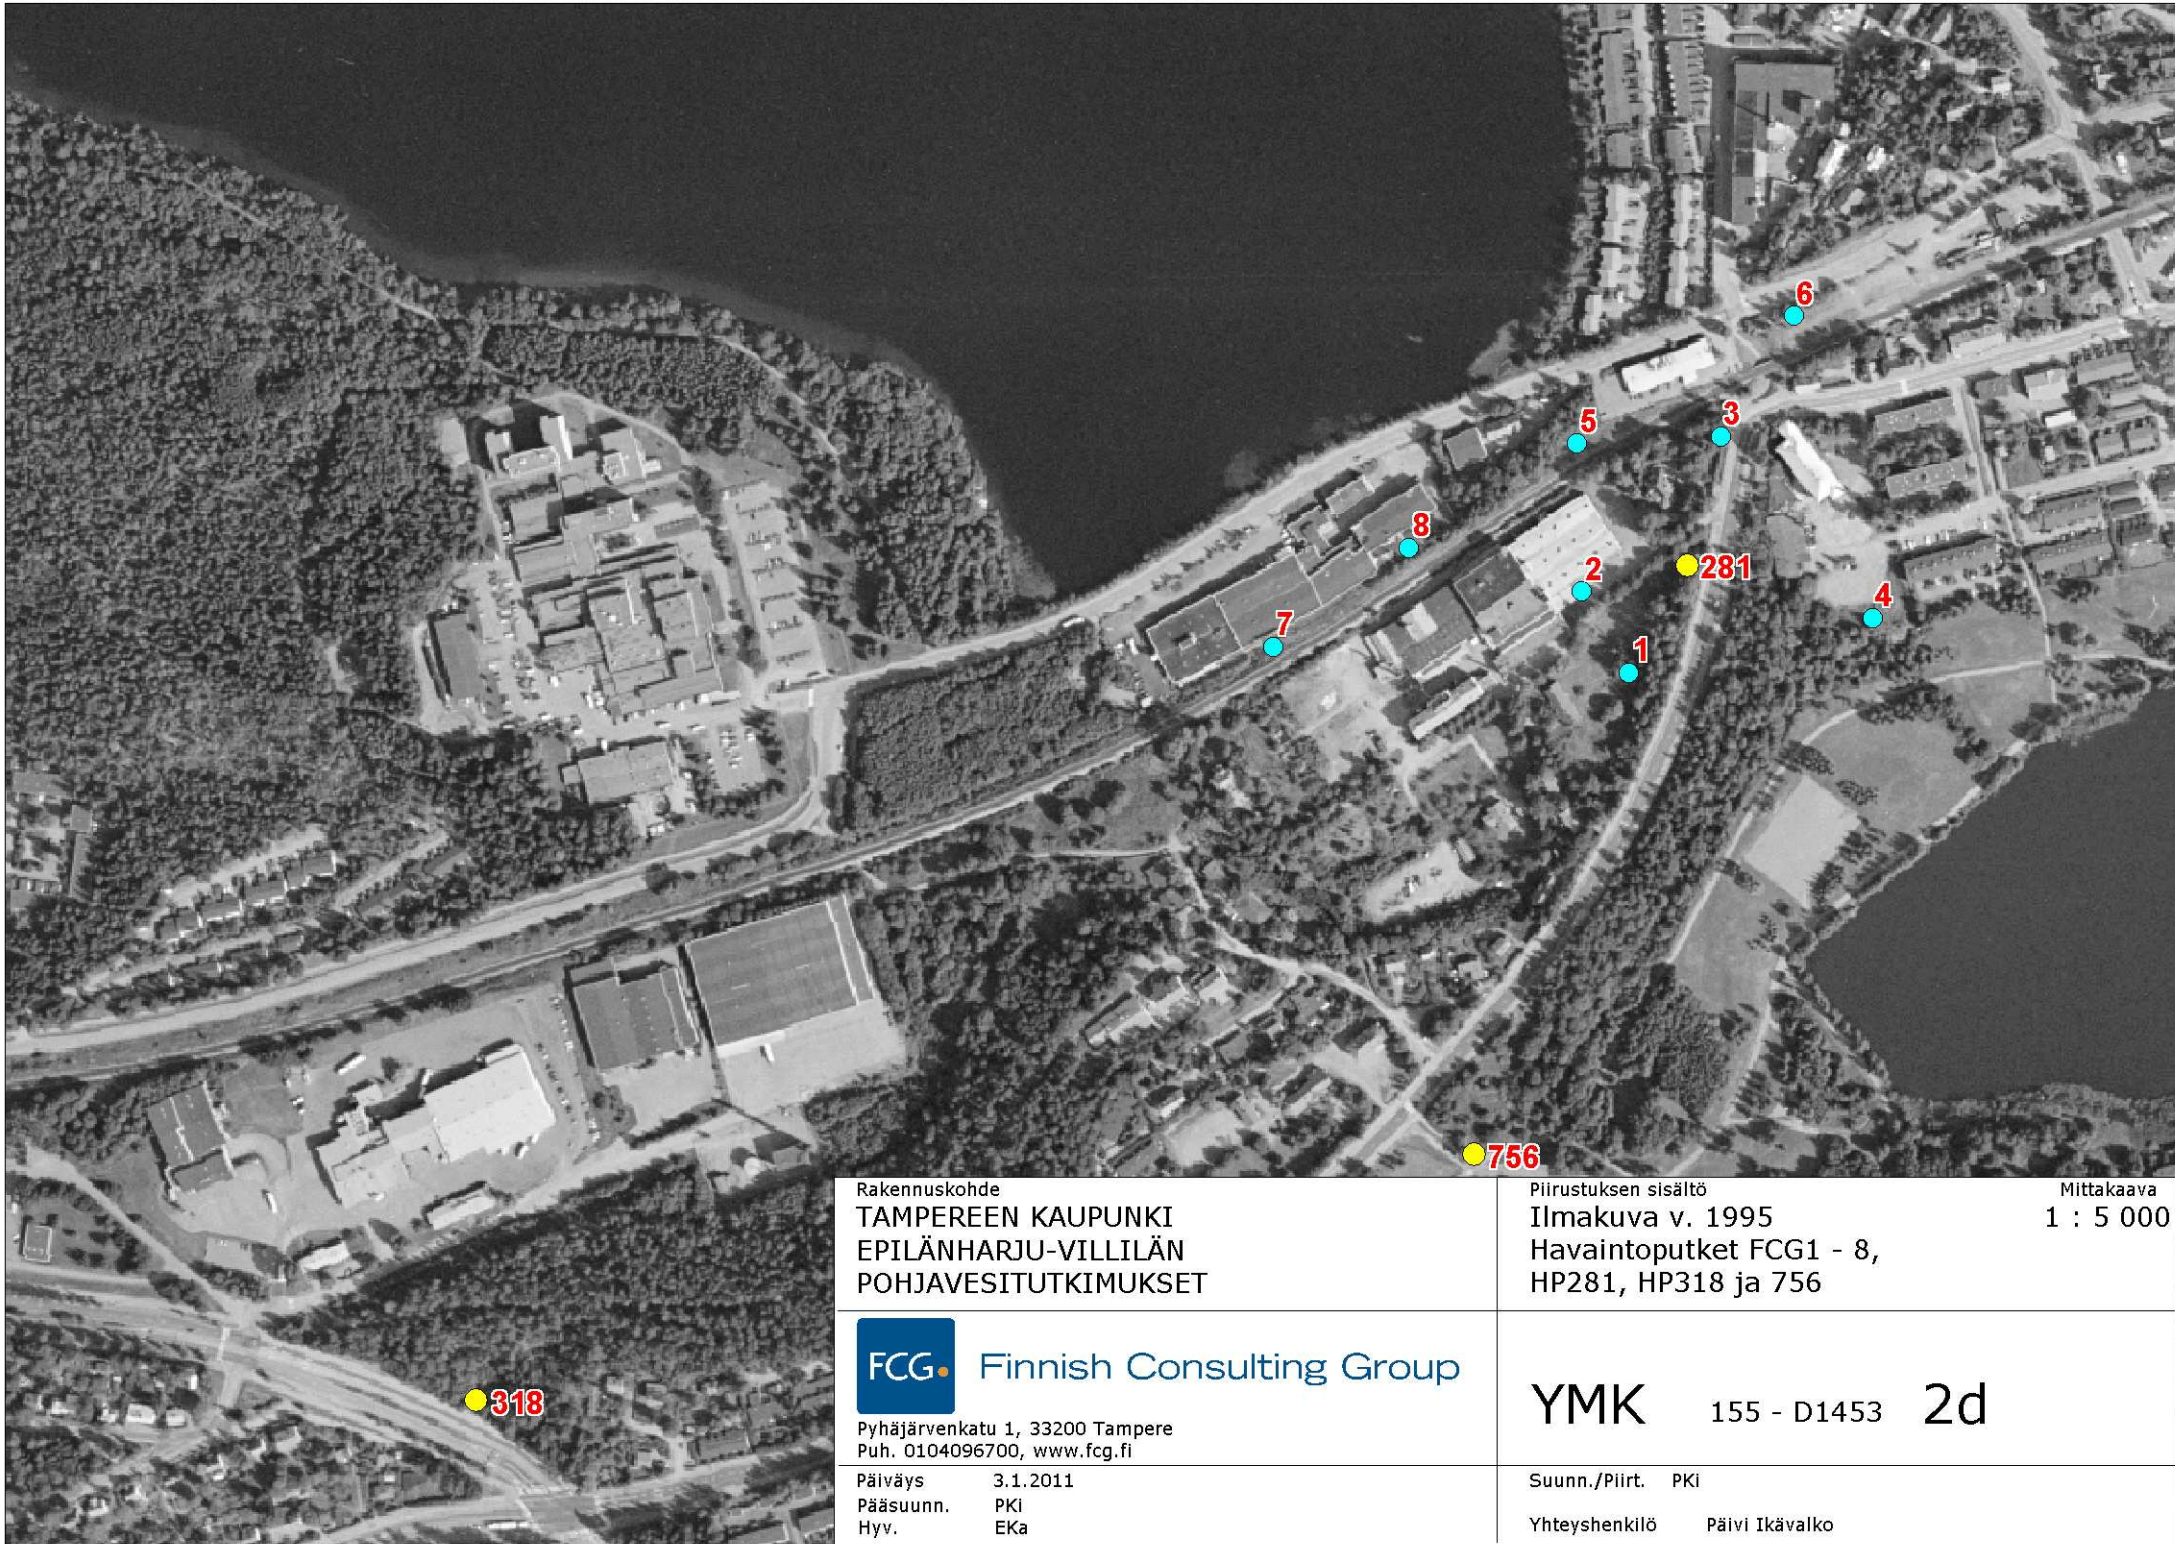 6
5
3
8
2
281
4
7
1
756
318
Rakennuskohde
TAMPEREEN KAUPUNKI
EPILÄNHARJU-VILLILÄN
POHJAVESITUTKIMUKSET
Piirustuksen sisältö
Ilmakuva v. 1995
Havaintoputket FCG1 - 8,
HP281, HP318 ja 756
Mittakaava
1 : 5 000
FCG.
Finnish Consulting Group
Pyhäjärvenkatu 1, 33200 Tampere
Puh. 0104096700, www.fcg.fi
YMK 155 - D1453 2d
Päiväys 3.1.2011
Pääsuunn. PKi
Hyv. EKa
Suunn./Piirt. PKi
Yhteyshenkilö Päivi Ikävalko